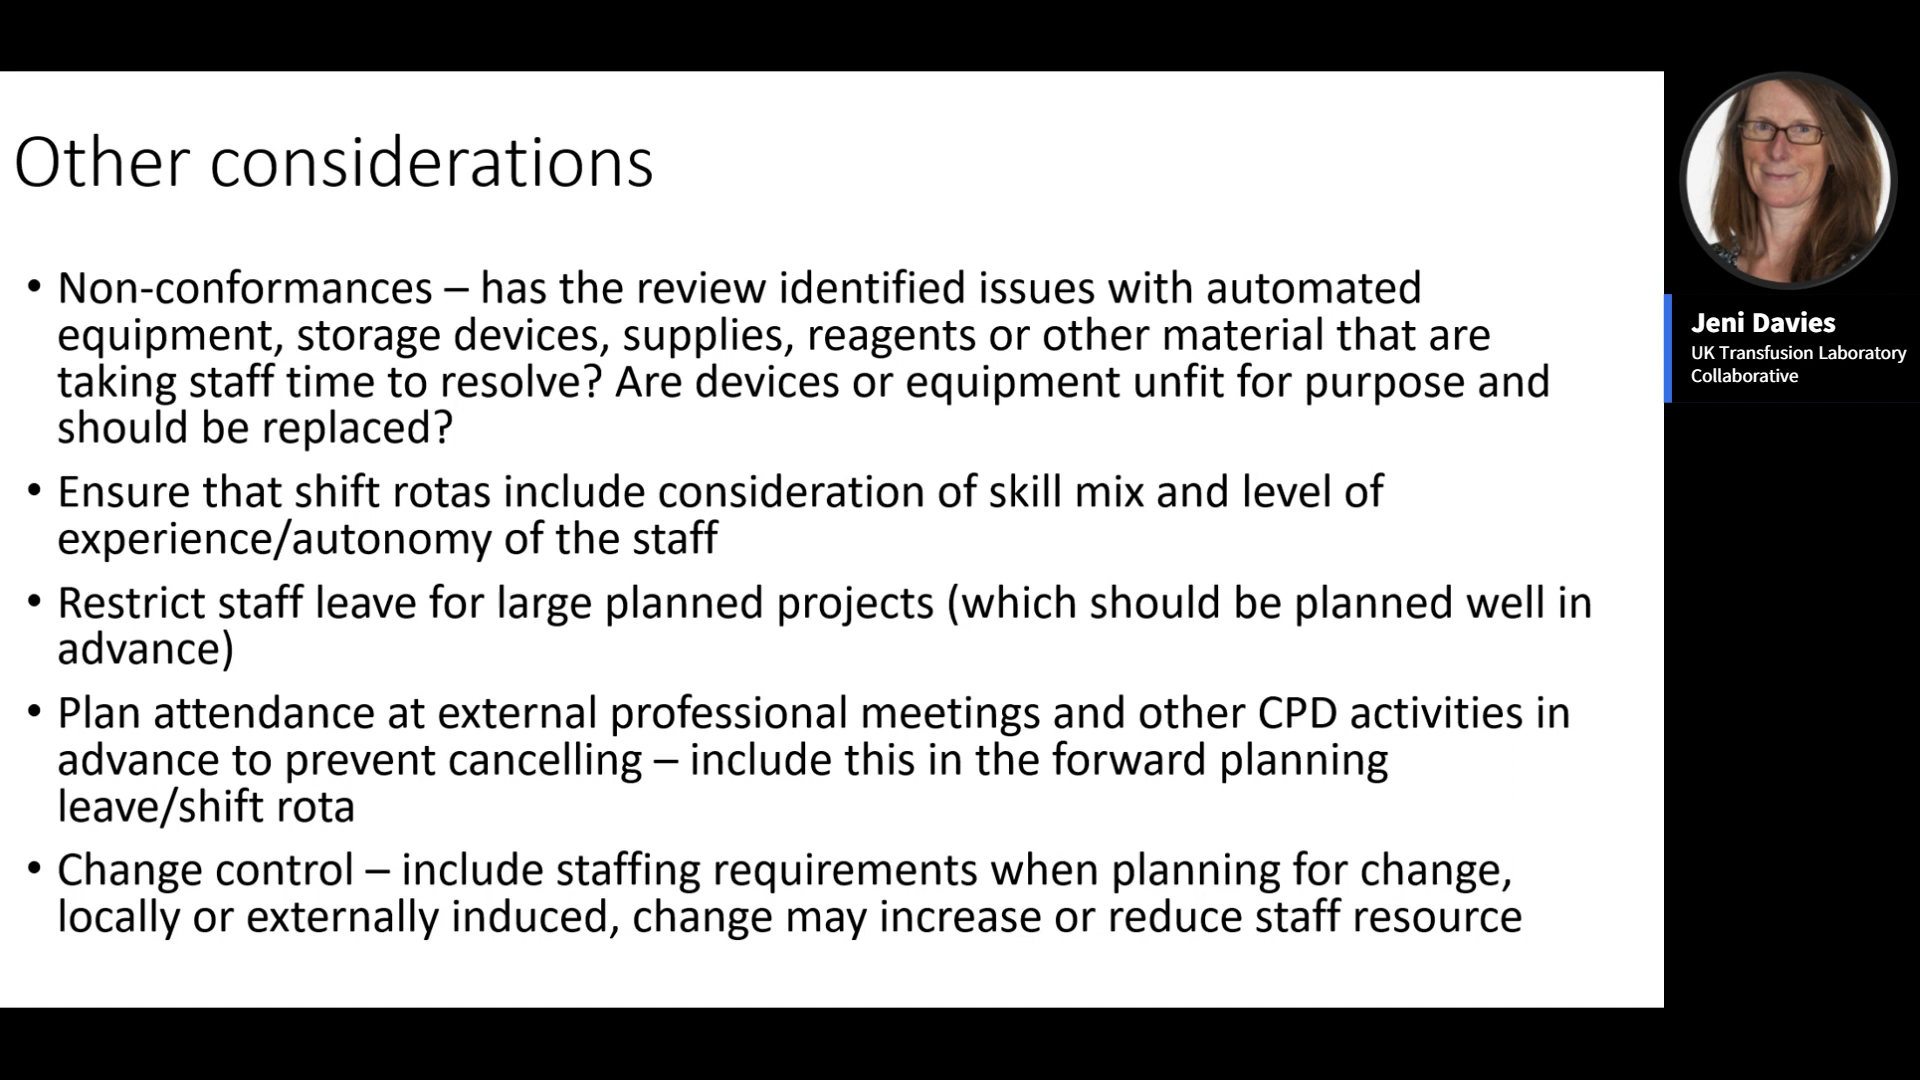 Other considerations
• Non-conformances – has the review identified issues with automated
equipment, storage devices, supplies, reagents or other material that are
taking staff time to resolve? Are devices or equipment unfit for purpose and
should be replaced?
• Ensure that shift rotas include consideration of skill mix and level of
experience/autonomy of the staff
• Restrict staff leave for large planned projects (which should be planned well in
advance)
• Plan attendance at external professional meetings and other CPD activities in
advance to prevent cancelling – include this in the forward planning
leave/shift rota
• Change control – include staffing requirements when planning for change,
locally or externally induced, change may increase or reduce staff resource
Jeni Davies
UK Transfusion Laboratory
Collaborative